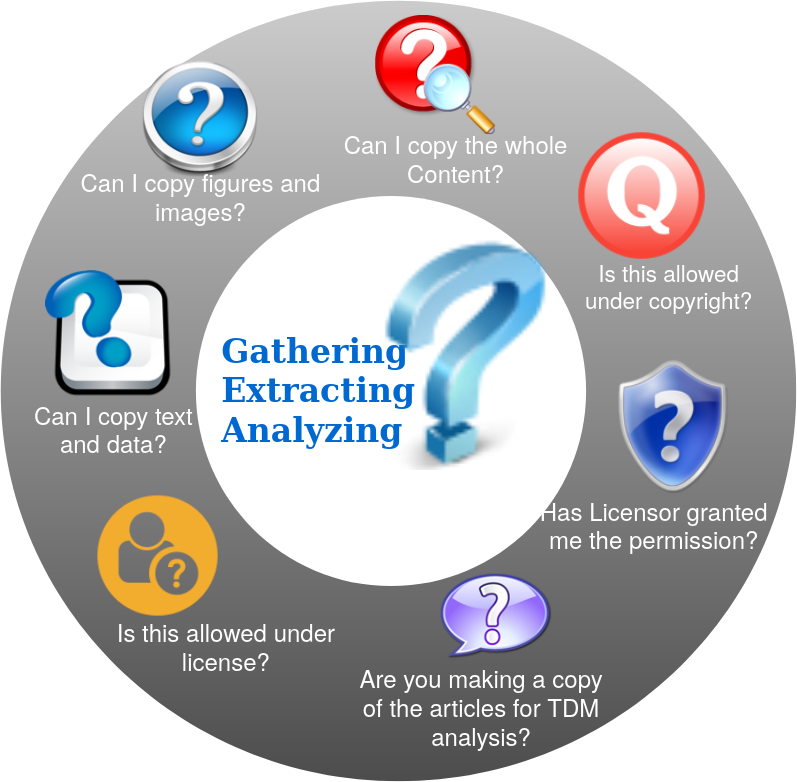 Can I copy the whole
Content?
Is this allowed
under copyright?
Has Licensor granted
me the permission?
Are you making a copy
of the articles for TDM
analysis?
Is this allowed under
license?
Can I copy text
and data?
Can I copy figures and
images?
Gathering
Extracting
Analyzing
?
?
Q
?
?
?
?
?